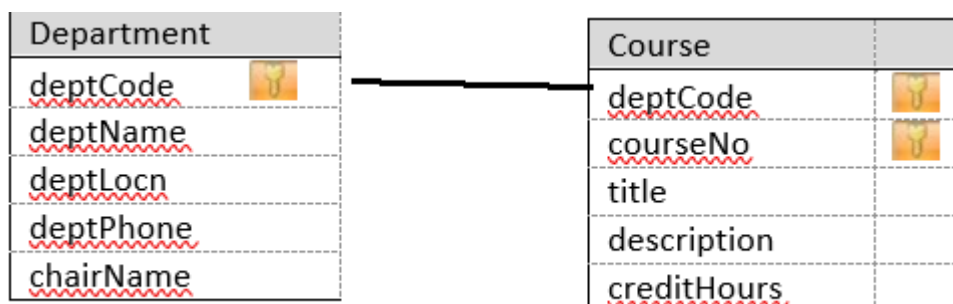 Department
deptCode
deptName
deptLocn
deptPhone
chairName
Course
deptCode
courseNo
title
description
creditHours